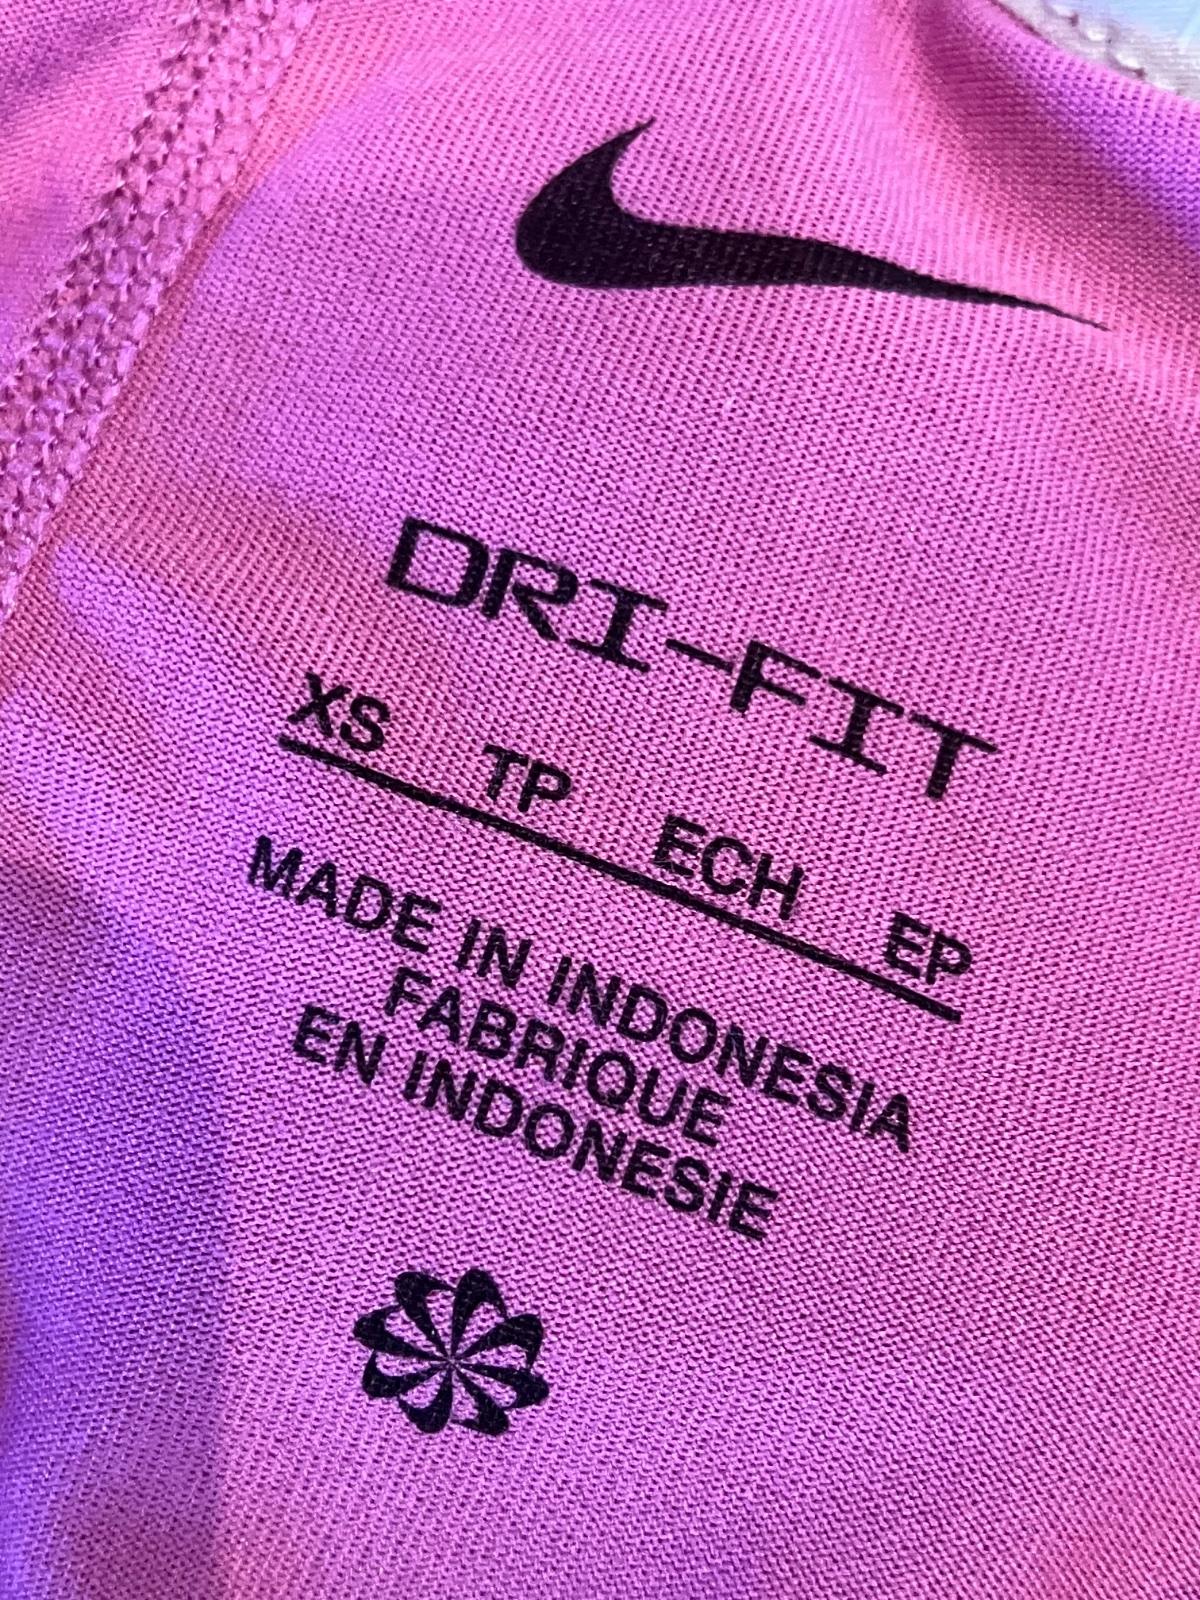 DRI-FIT
XS TP ECH EP
MADE IN INDONESIA
FABRIQUE
EN INDONESIE